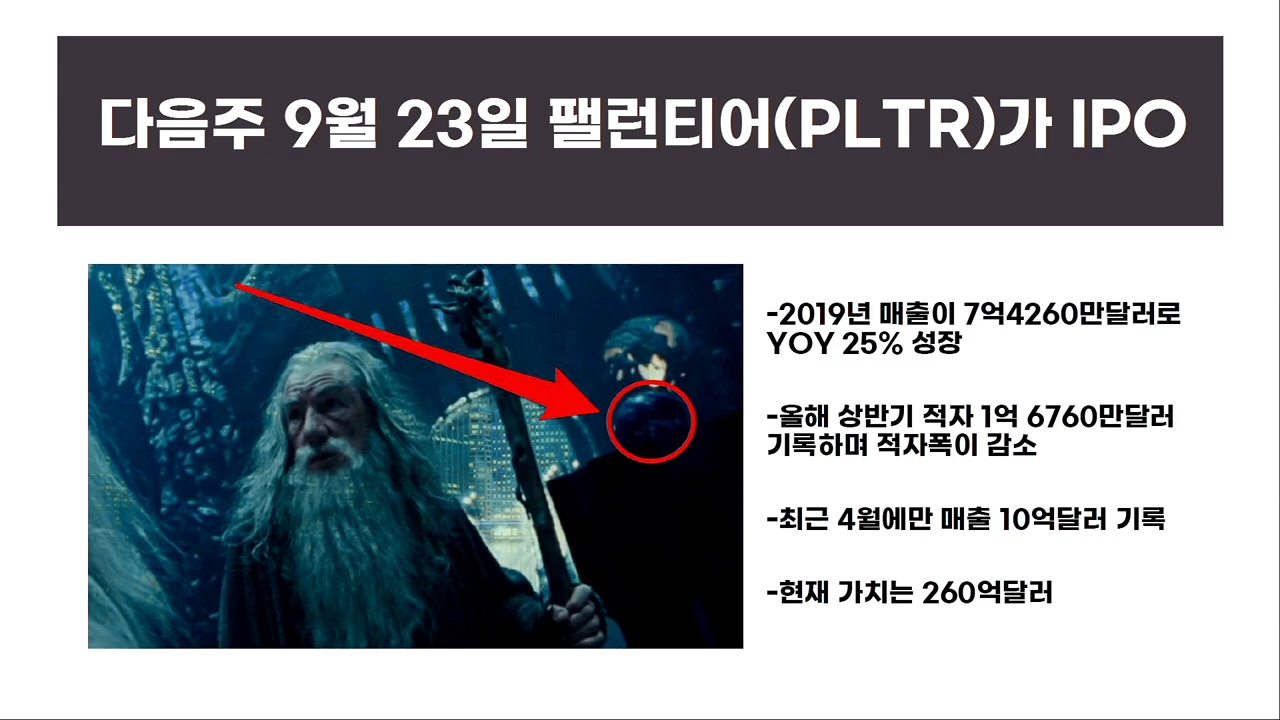 다음주 9월 23일 팰런티어(PLTR)가 IPO
-2019년 매출이 7억4260만달러로
YOY 25% 성장
-올해 상반기 적자 1억 6760만달러
기록하며 적자폭이 감소
-최근 4월에만 매출 10억달러 기록
-현재 가치는 260억달러